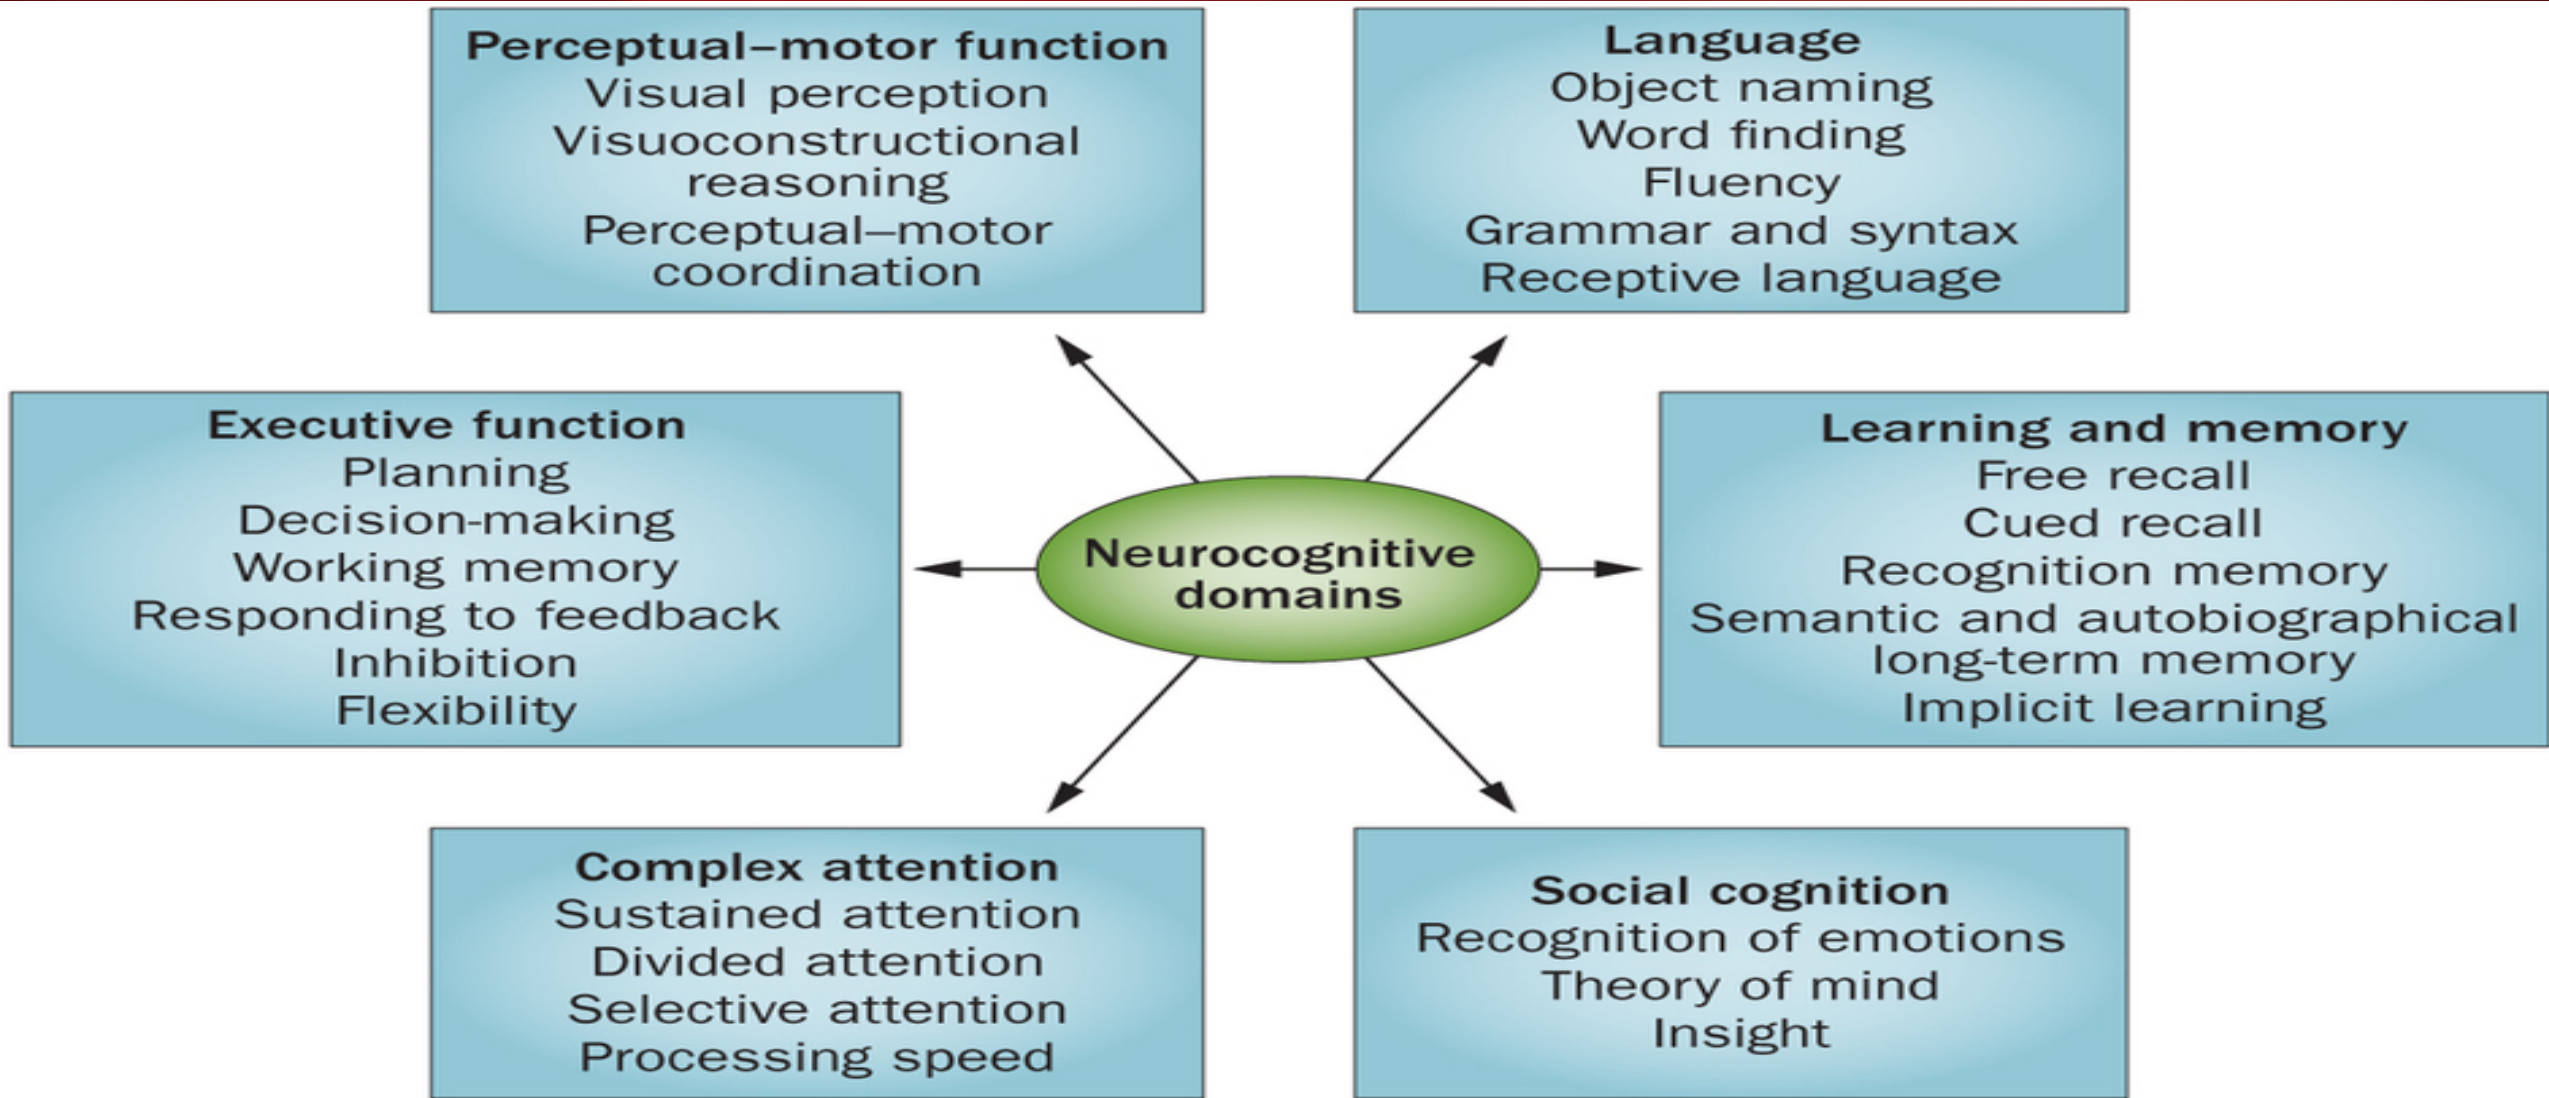 Perceptual–motor function
Visual perception
Visuoconstructional
reasoning
Perceptual–motor
coordination
Language
Object naming
Word finding
Fluency
Grammar and syntax
Receptive language
Executive function
Planning
Decision-making
Working memory
Responding to feedback
Inhibition
Flexibility
Neurocognitive
domains
Learning and memory
Free recall
Cued recall
Recognition memory
Semantic and autobiographical
long-term memory
Implicit learning
Complex attention
Sustained attention
Divided attention
Selective attention
Processing speed
Social cognition
Recognition of emotions
Theory of mind
Insight